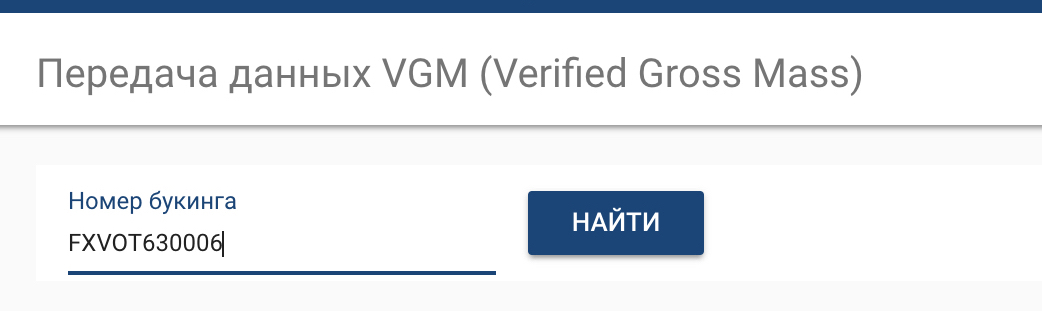 Передача данных VGM (Verified Gross Mass)
Номер букинга
FXVOT630006
НАЙТИ